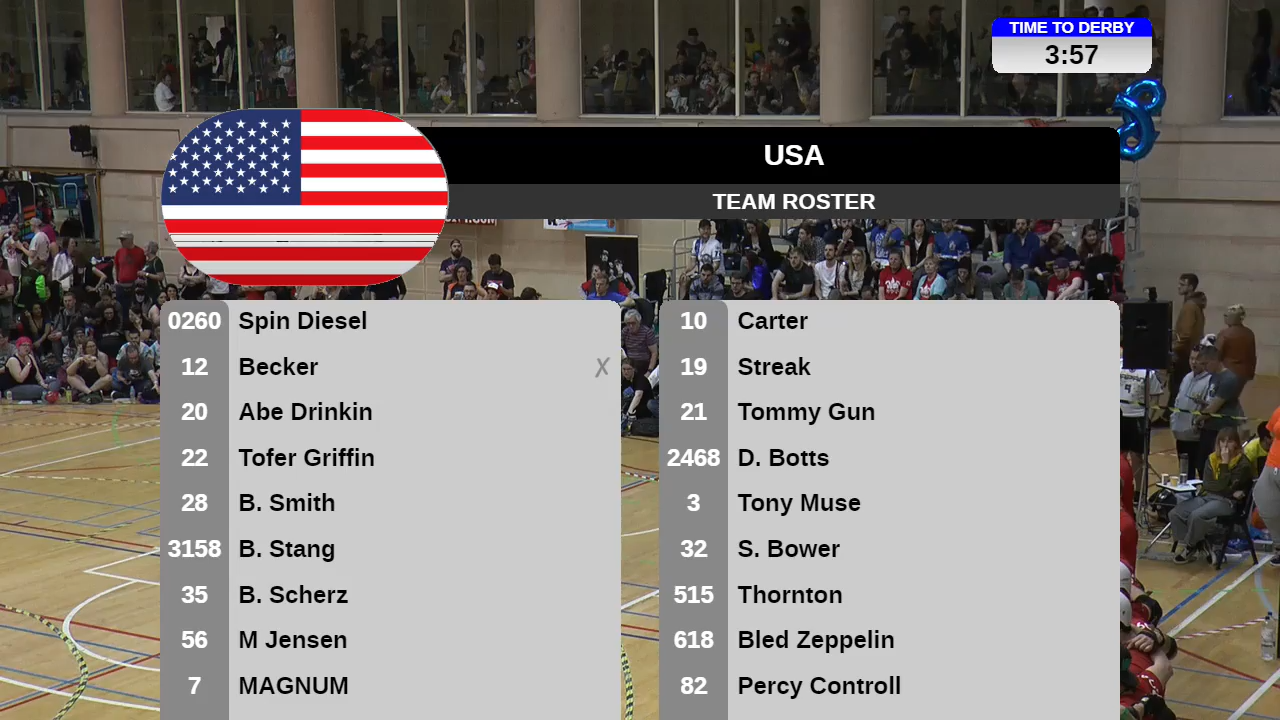 TIME TO DERBY
3:57
USA
TEAM ROSTER
0260 Spin Diesel
12 Becker ✗
20 Abe Drinkin
22 Tofer Griffin
28 B. Smith
3158 B. Stang
35 B. Scherz
56 M Jensen
7 MAGNUM
10 Carter
19 Streak
21 Tommy Gun
2468 D. Botts
3 Tony Muse
32 S. Bower
515 Thornton
618 Bled Zeppelin
82 Percy Controll